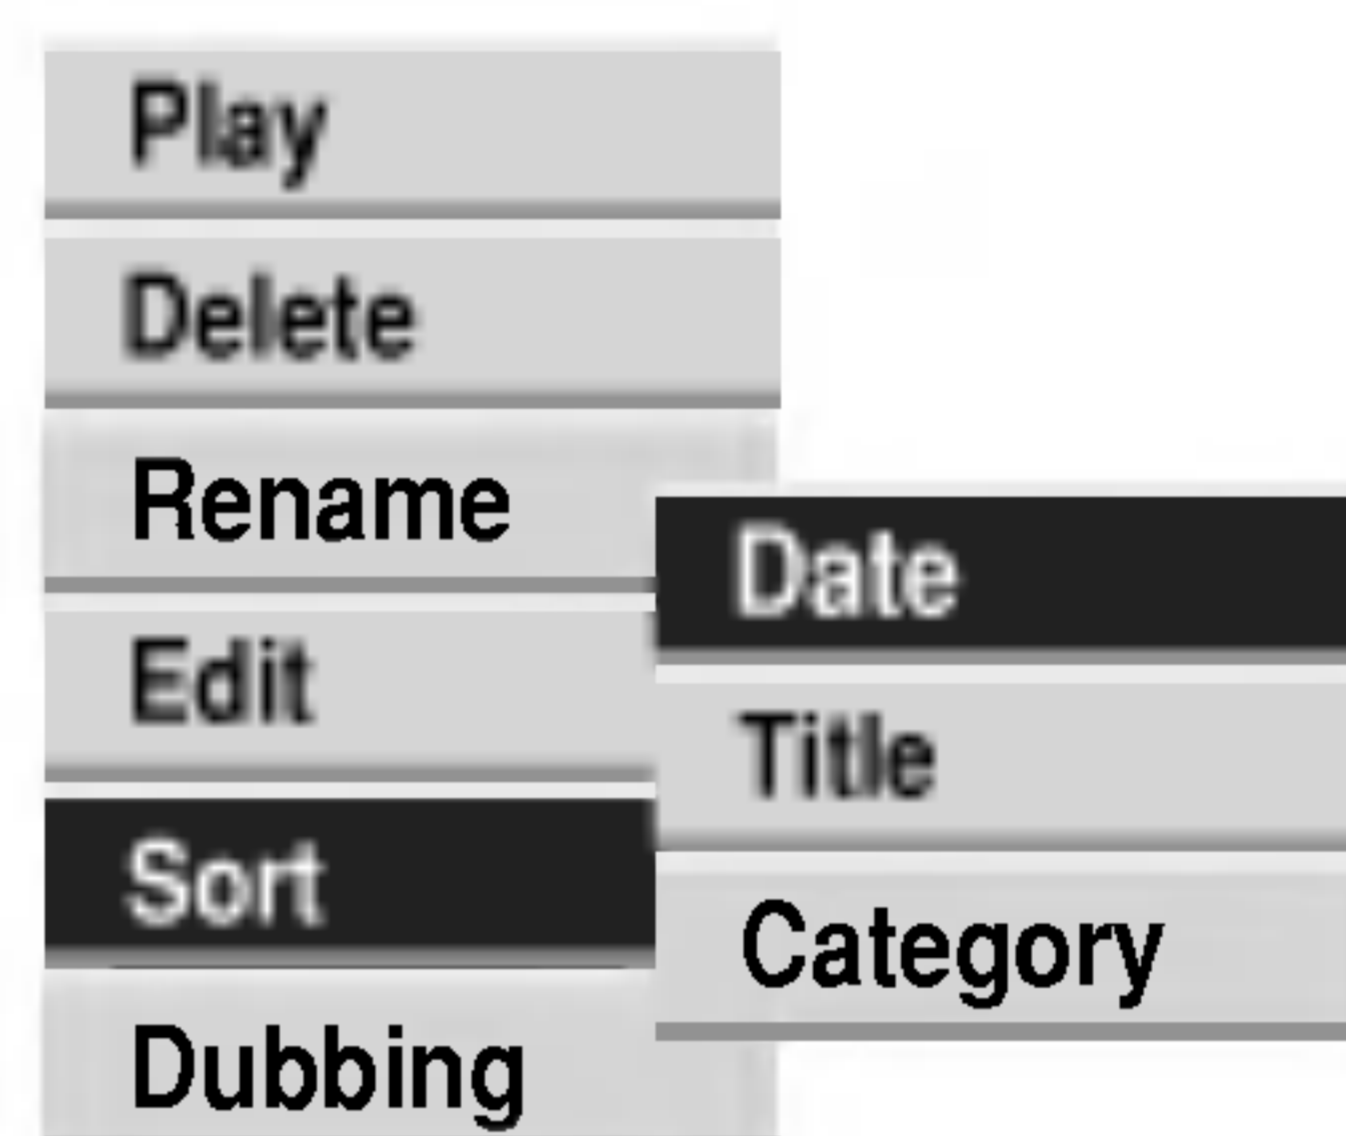 Play
Delete
Rename
Edit
Sort
Dubbing
Date
Title
Category